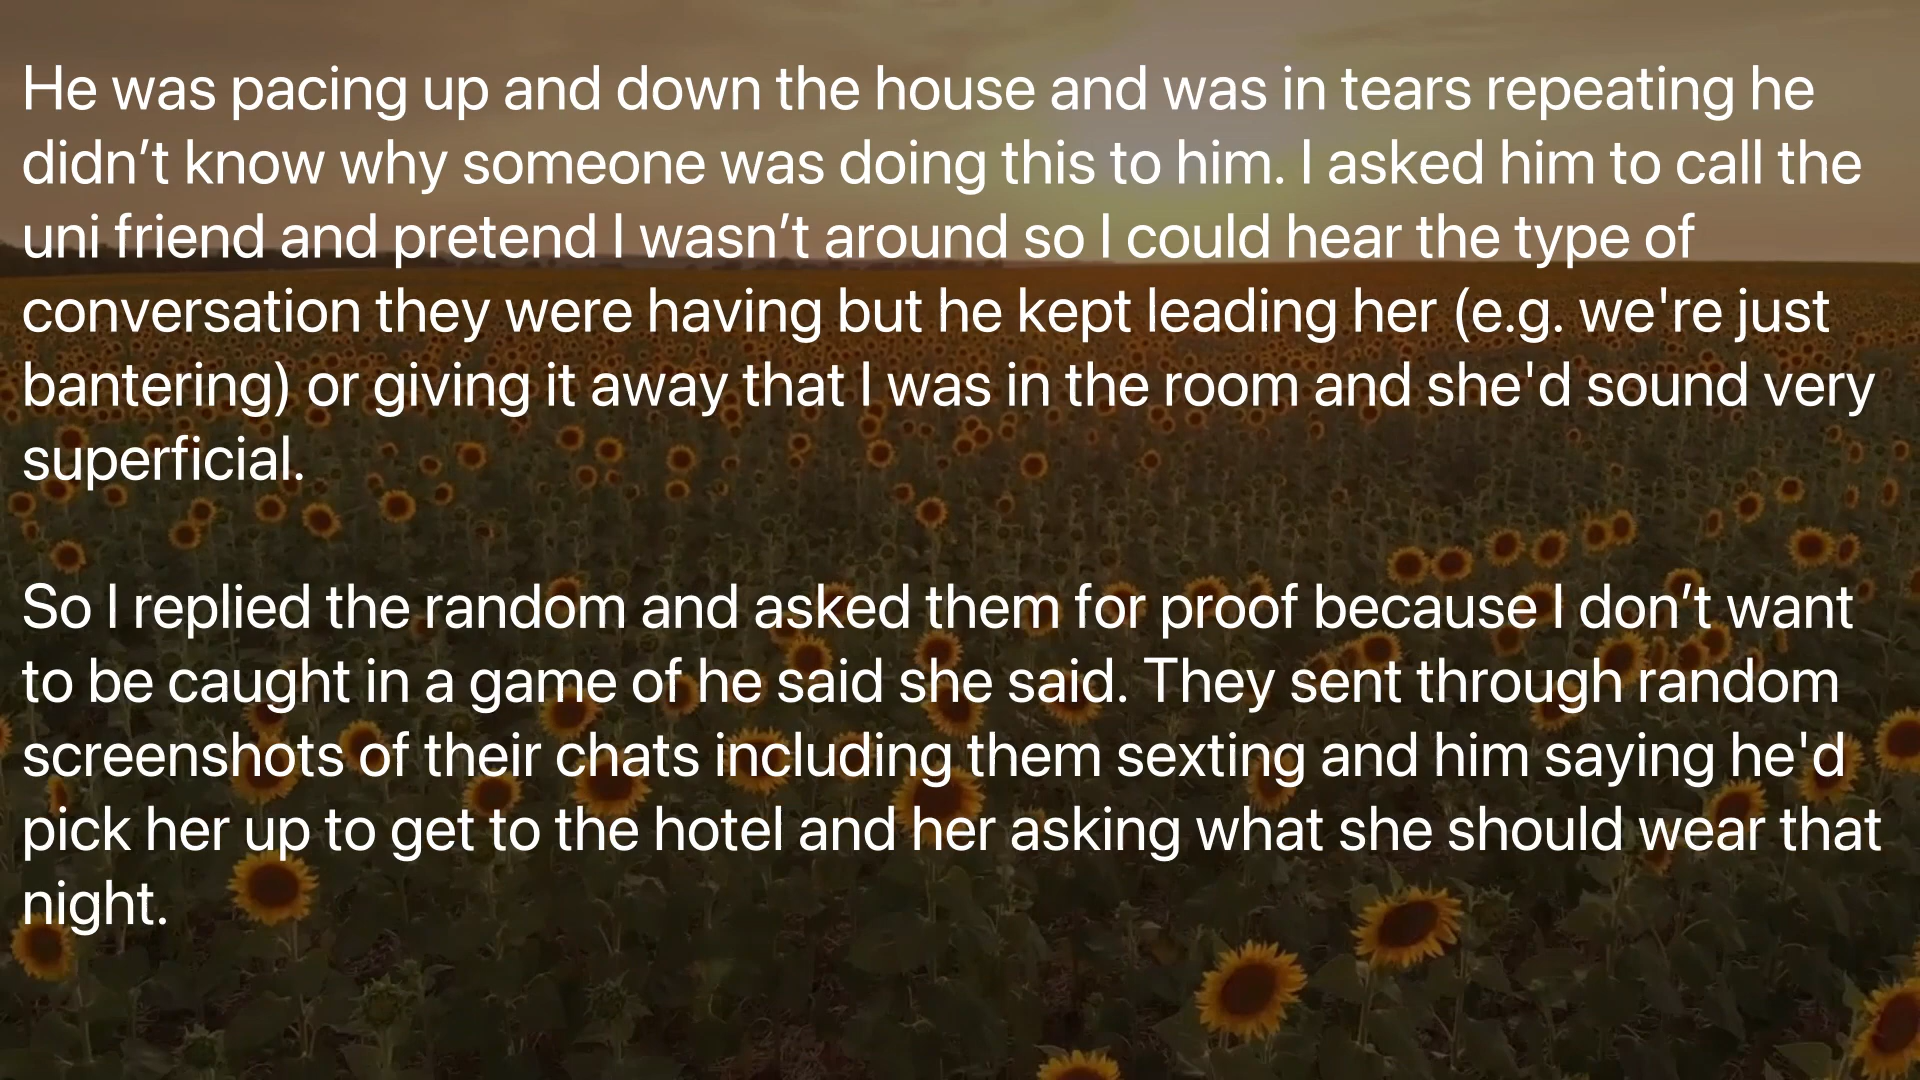 He was pacing up and down the house and was in tears repeating he
didn’t know why someone was doing this to him. I asked him to call the
uni friend and pretend I wasn’t around so I could hear the type of
conversation they were having but he kept leading her (e.g. we're just
bantering) or giving it away that I was in the room and she'd sound very
superficial.
So I replied the random and asked them for proof because I don’t want
to be caught in a game of he said she said. They sent through random
screenshots of their chats including them sexting and him saying he'd
pick her up to get to the hotel and her asking what she should wear that
night.